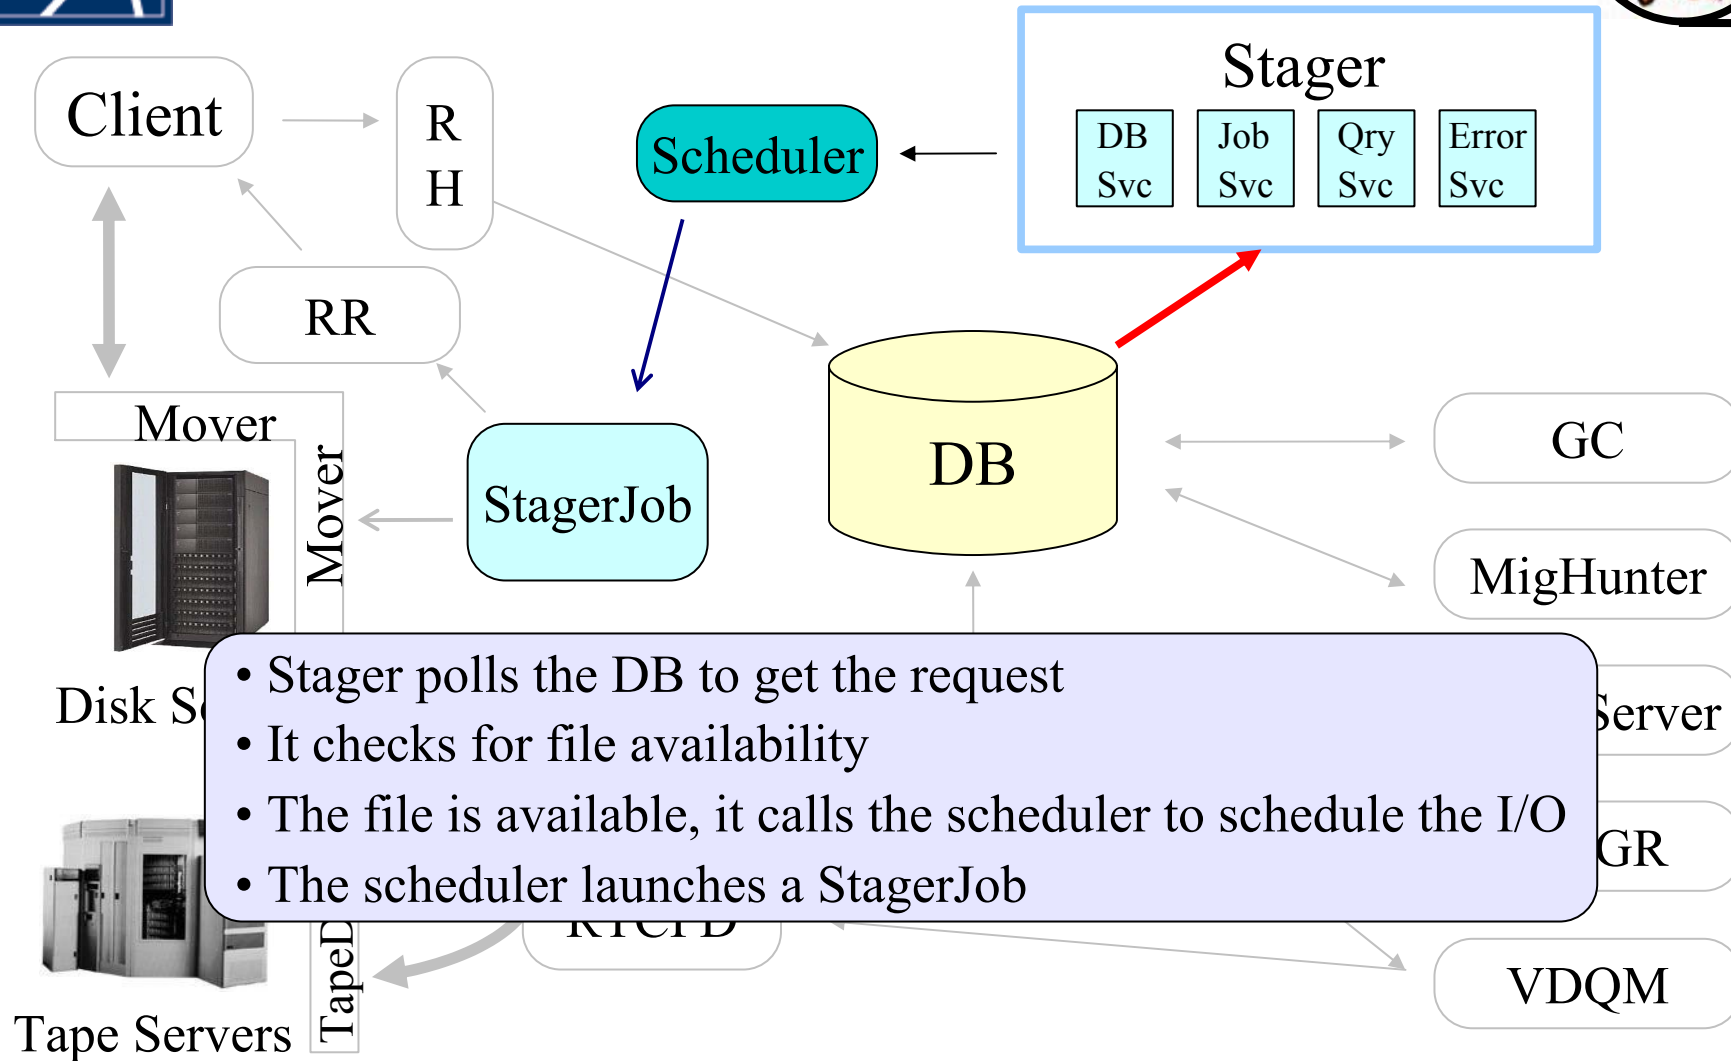 Stager
Client
R
H
Scheduler
DB
Svc
Job
Svc
Qry
Svc
Error
Svc
RR
Mover
Mover
StagerJob
DB
GC
MigHunter
Disk
Server
GR
• Stager polls the DB to get the request
• It checks for file availability
• The file is available, it calls the scheduler to schedule the I/O
• The scheduler launches a StagerJob
VDQM
Tape Servers